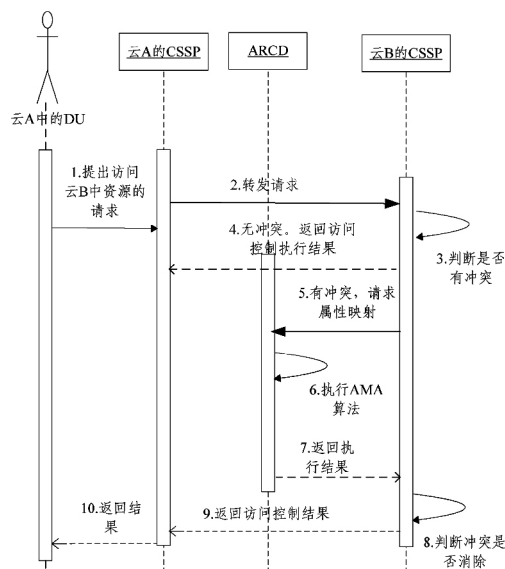 云A的CSSP
ARCD
云B的CSSP
云A中的DU
1.提出访问
云B中资源的
请求
2.转发请求
4.无冲突。返回访问
控制执行结果
3.判断是否
有冲突
5.有冲突，请求
属性映射
6.执行AMA
算法
7.返回执
行结果
10.返回结
果
9.返回访问控制结果
8.判断冲突是
否消除